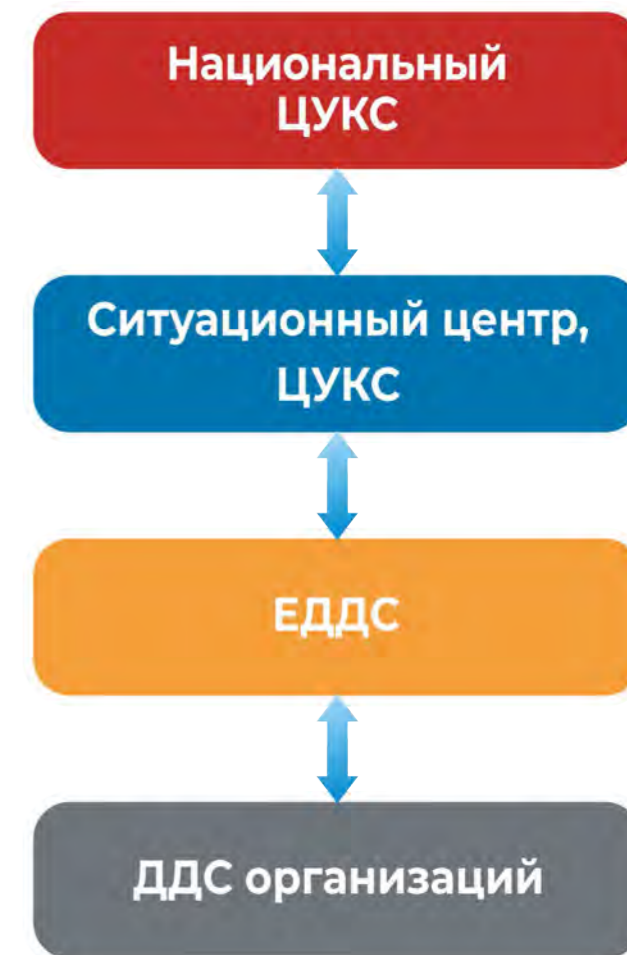 Национальный
ЦУКС
Ситуационный центр,
ЦУКС
ЕДДС
ДДС организаций